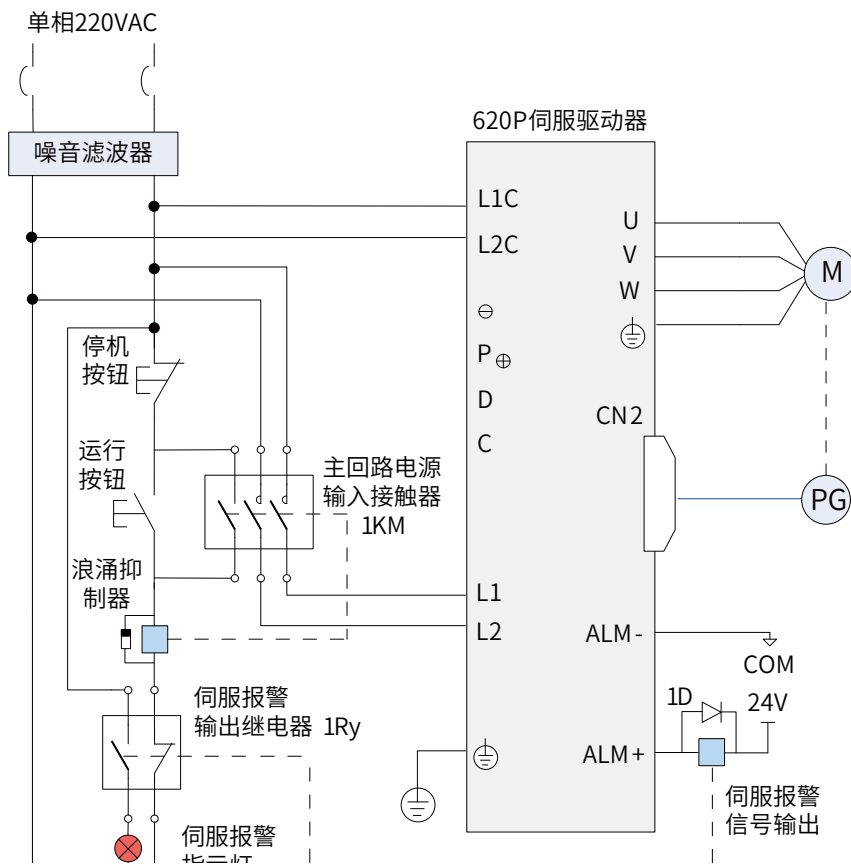 单相220VAC
噪音滤波器
620P伺服驱动器
L1C
L2C
P
D
C
L1
L2
U
V
W
CN2
ALM-
ALM+
M
PG
停机
按钮
运行
按钮
主回路电源
输入接触器
1KM
浪涌抑
制器
伺服报警
输出继电器 1Ry
COM
1D
24V
伺服报警
信号输出
伺服报警
指示灯